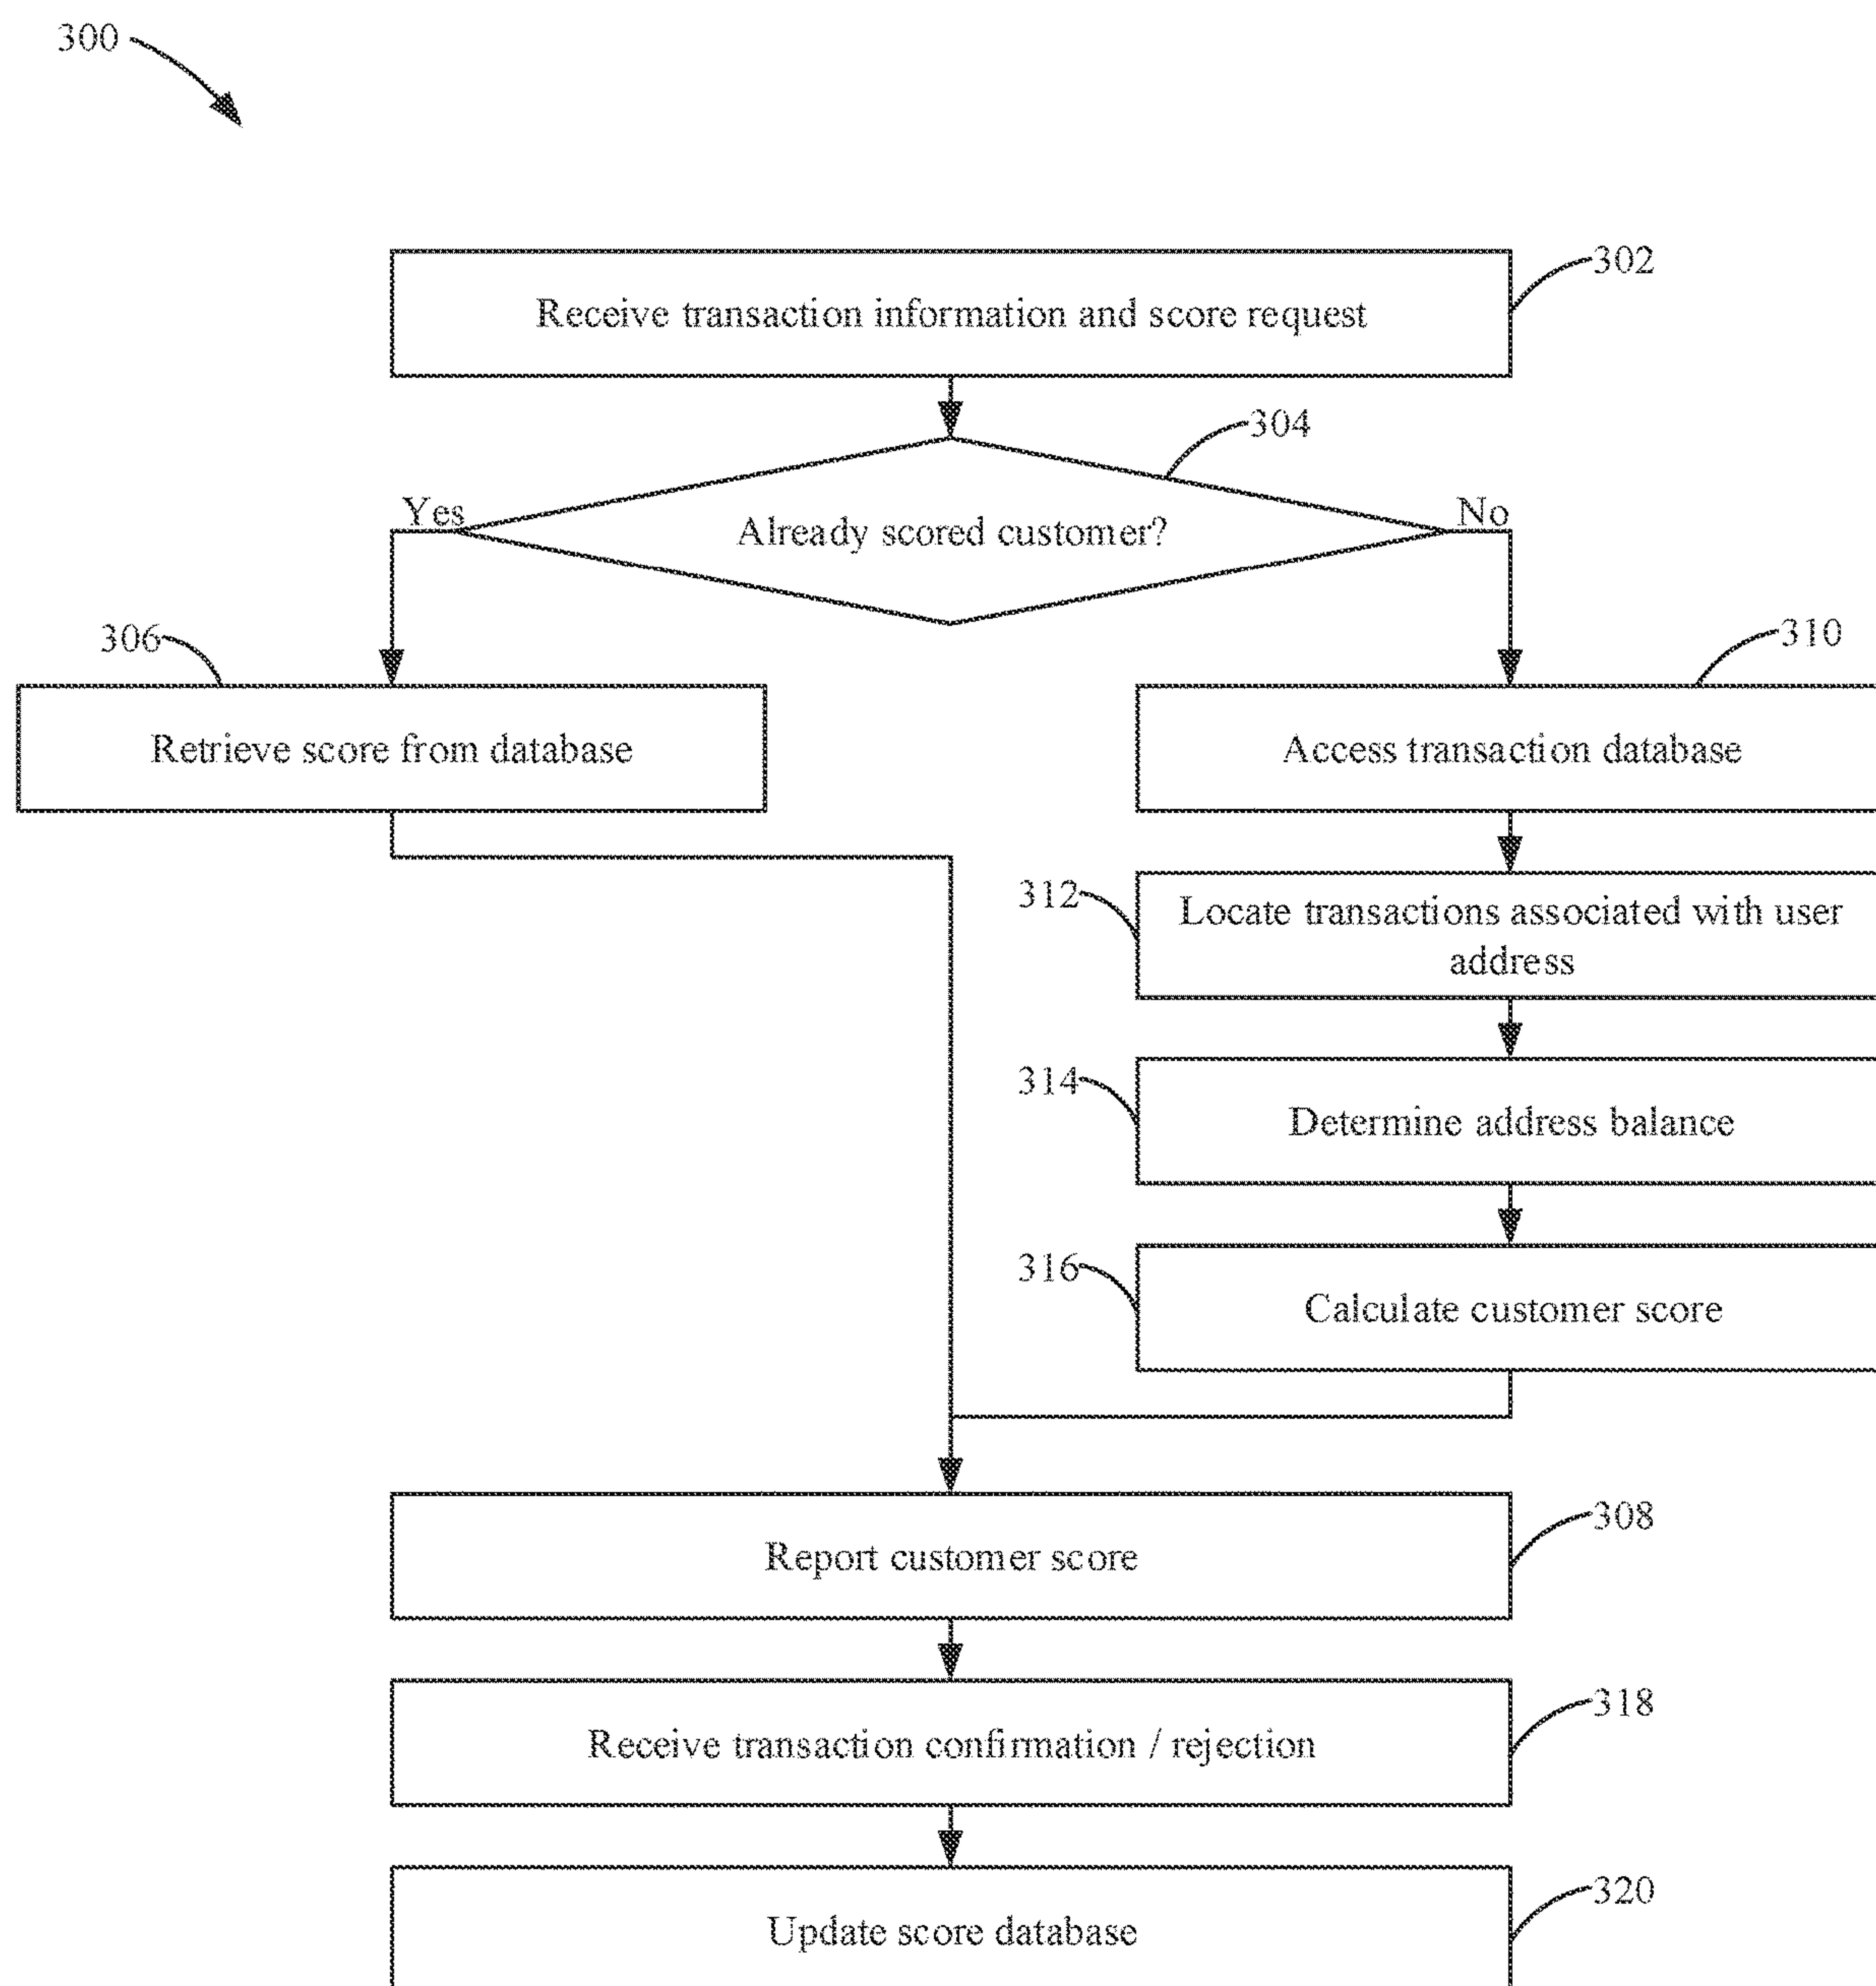 300
302
Receive transaction information and score request
304
Yes
Already scored customer?
No
306
310
Retrieve score from database
Access transaction database
312
Locate transactions associated with user
address
314
Determine address balance
316
Calculate customer score
308
Report customer score
318
Receive transaction confirmation / rejection
320
Update score database